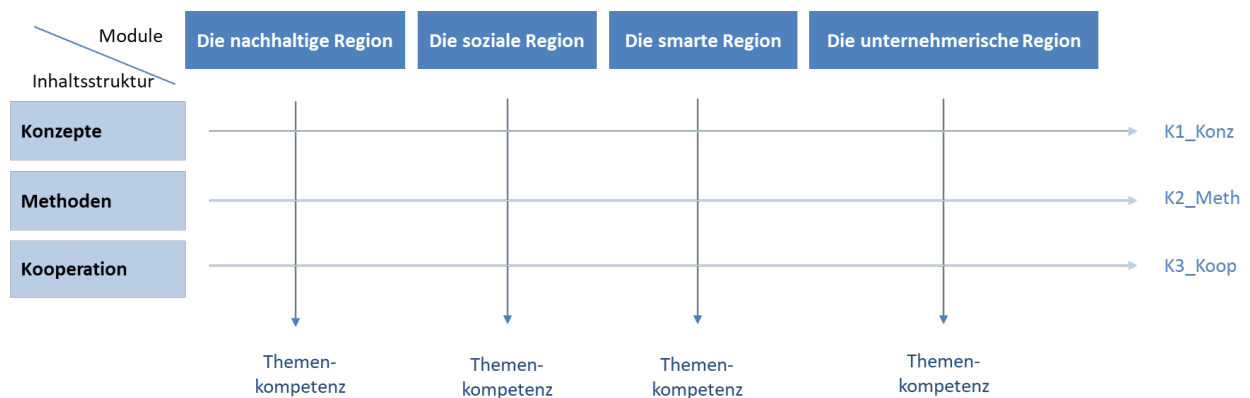 Module
Inhaltsstruktur
Die nachhaltige Region
Die soziale Region
Die smarte Region
Die unternehmerische Region
Konzepte
K1_Konz
Methoden
K2_Meth
Kooperation
K3_Koop
Themen-
kompetenz
Themen-
kompetenz
Themen-
kompetenz
Themen-
kompetenz